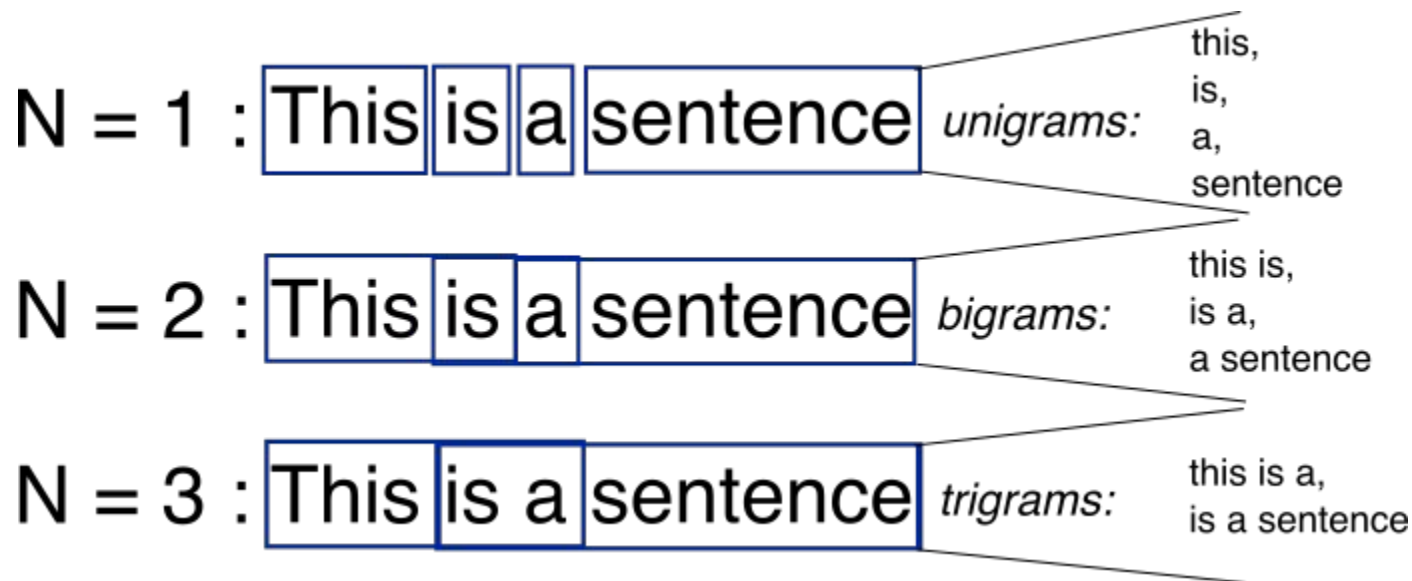 N = 1 : This is a sentence unigrams:
this,
is,
a,
sentence
N = 2 : This is a sentence bigrams:
this is,
is a,
a sentence
N = 3 : This is a sentence trigrams:
this is a,
is a sentence